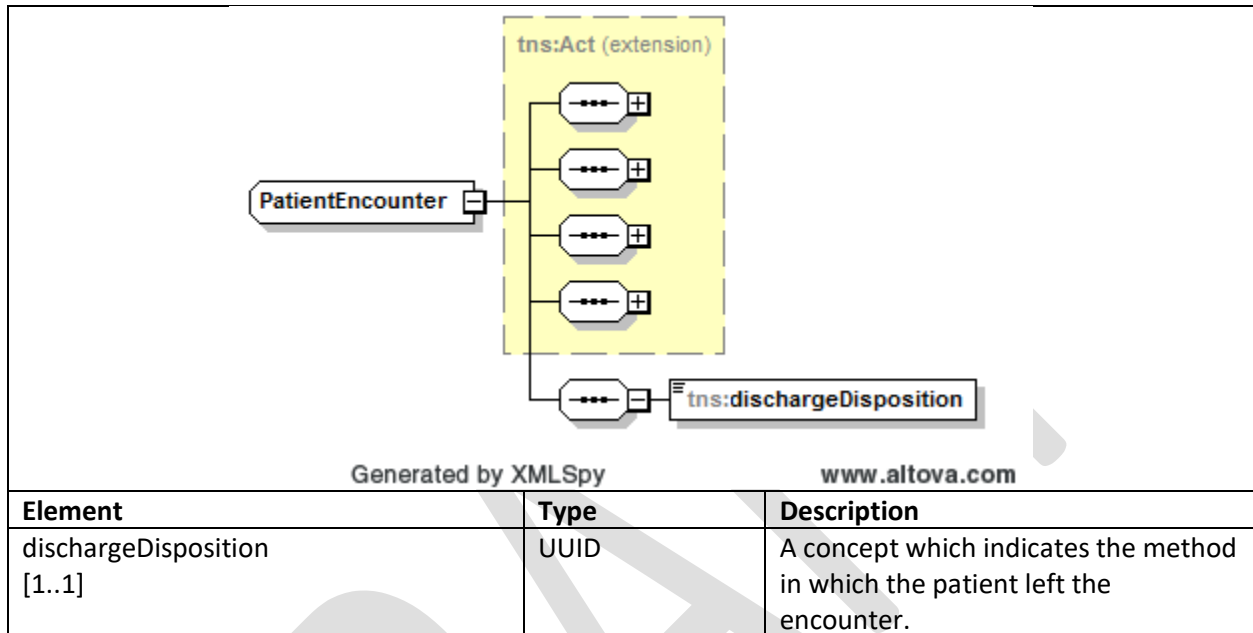 tns:Act (extension)
PatientEncounter
tns:dischargeDisposition
Generated by XMLSpy www.altova.com
Element Type Description
dischargeDisposition UUID A concept which indicates the method
[1..1] in which the patient left the
encounter.